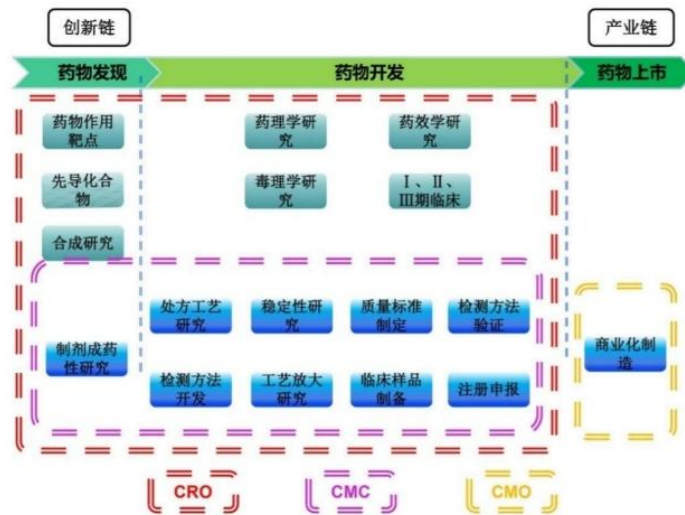 创新链
产业链
药物发现
药物开发
药物上市
药物作用
靶点
药理学研
究
药效学研
究
先导化合
物
毒理学研
究
Ⅰ、Ⅱ、
Ⅲ期临床
合成研究
处方工艺
研究
稳定性研
究
质量标准
制定
检测方法
验证
制剂成药
性研究
商业化制
造
检测方法
开发
工艺放大
研究
临床样品
制备
注册申报
CRO
CMC
CMO